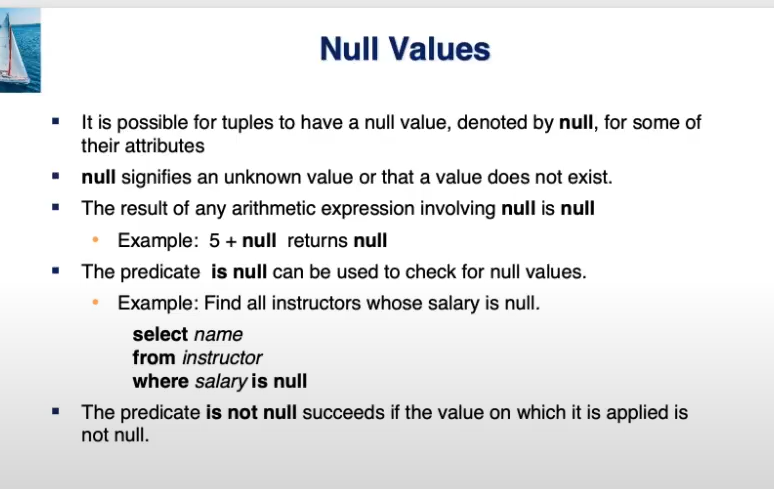 Null Values
▪ It is possible for tuples to have a null value, denoted by null, for some of
their attributes
▪ null signifies an unknown value or that a value does not exist.
▪ The result of any arithmetic expression involving null is null
• Example: 5 + null returns null
▪ The predicate is null can be used to check for null values.
• Example: Find all instructors whose salary is null.
select name
from instructor
where salary is null
▪ The predicate is not null succeeds if the value on which it is applied is
not null.